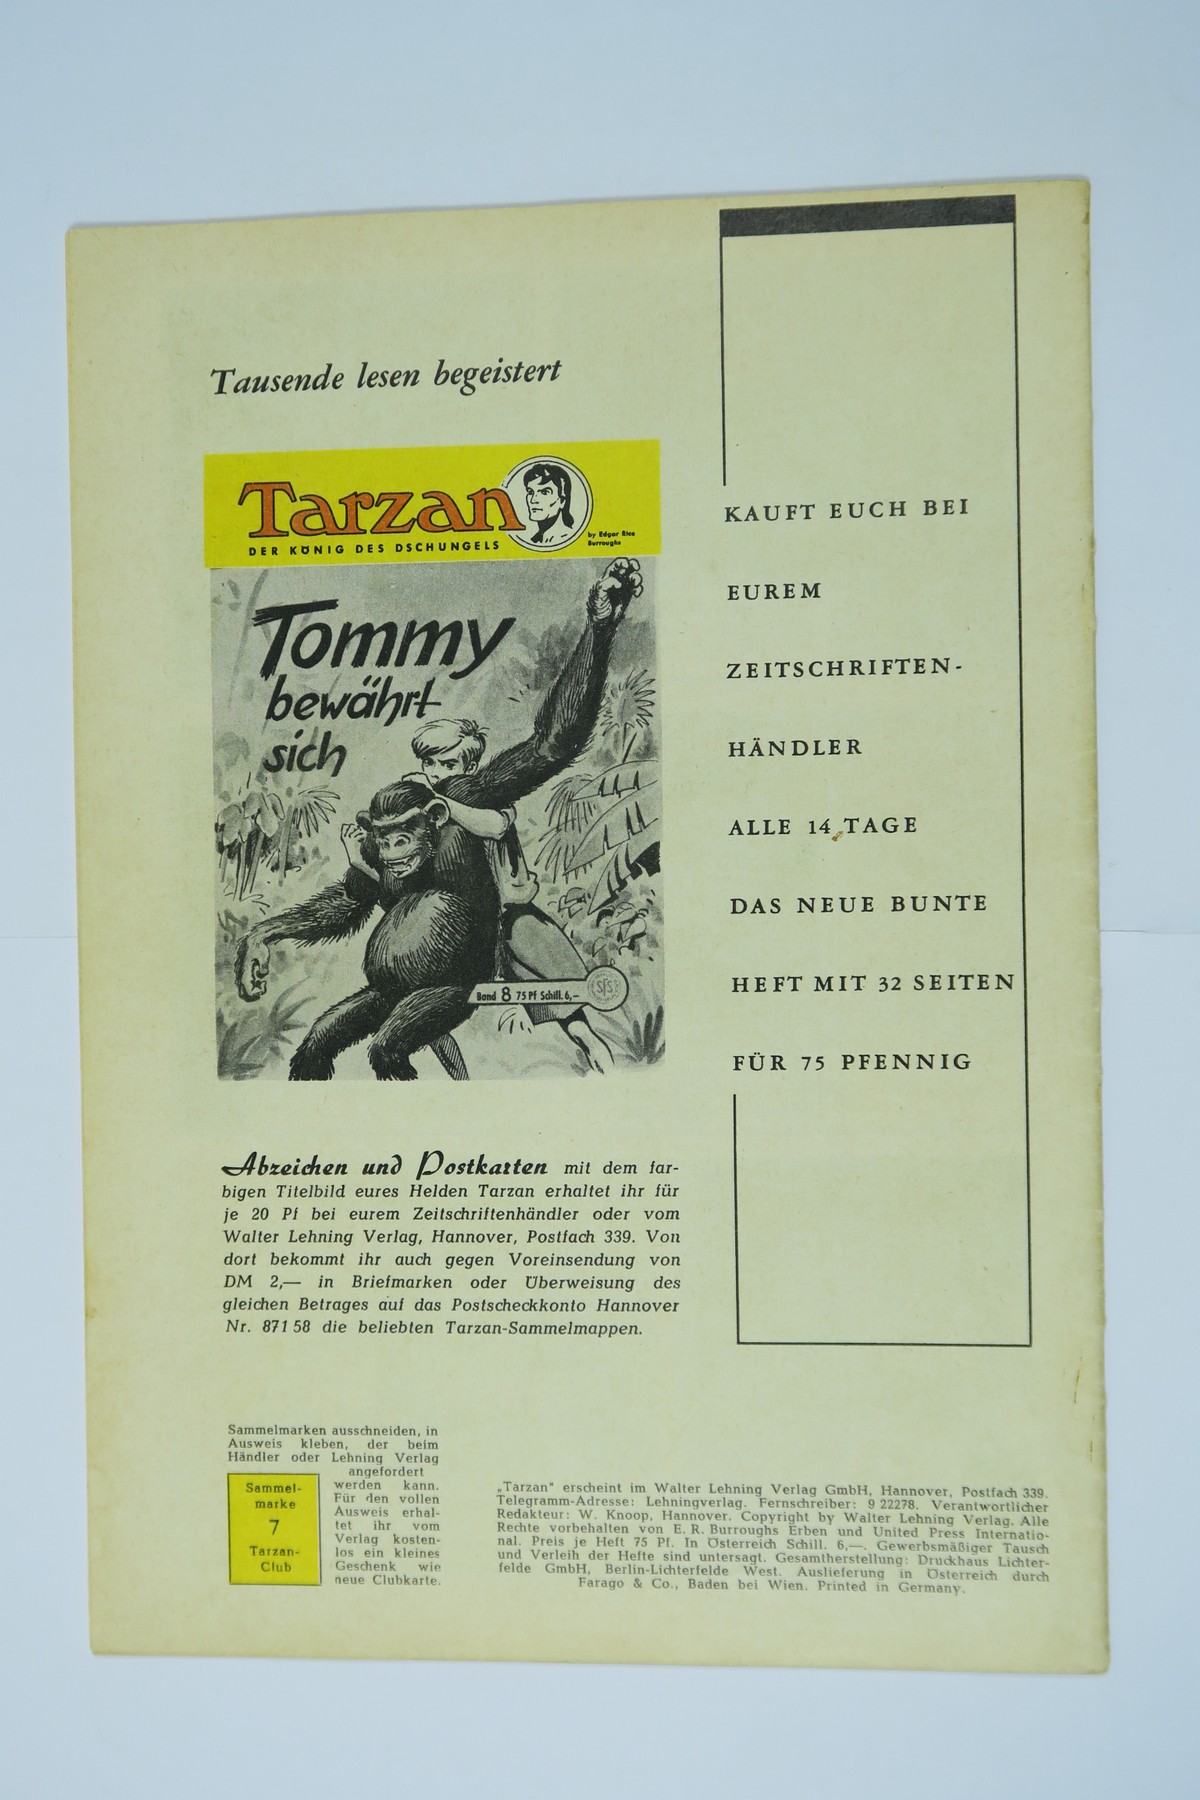 Tausende lesen begeistert
Tarzan
DER KÖNIG DES DSCHUNGELS
by Edgar Rice
Burroughs
Tommy
bewährt
sich
Band 8 75 Pf Schill. 6,–
SFS
KAUFT EUCH BEI
EUREM
ZEITSCHRIFTEN-
HÄNDLER
ALLE 14 TAGE
DAS NEUE BUNTE
HEFT MIT 32 SEITEN
FÜR 75 PFENNIG
Abzeichen und Postkarten mit dem far-
bigen Titelbild eures Helden Tarzan erhaltet ihr für
je 20 Pf bei eurem Zeitschriftenhändler oder vom
Walter Lehning Verlag, Hannover, Postfach 339. Von
dort bekommt ihr auch gegen Voreinsendung von
DM 2,— in Briefmarken oder Überweisung des
gleichen Betrages auf das Postscheckkonto Hannover
Nr. 871 58 die beliebten Tarzan-Sammelmappen.
Sammelmarken ausschneiden, in
Ausweis kleben, der beim
Händler oder Lehning Verlag
angefordert
werden kann.
Für den vollen
Ausweis erhal-
tet ihr vom
Verlag kosten-
los ein kleines
Geschenk wie
neue Clubkarte.
Sammel-
marke
7
Tarzan-
Club
„Tarzan" erscheint im Walter Lehning Verlag GmbH, Hannover, Postfach 339.
Telegramm-Adresse: Lehningverlag. Fernschreiber: 9 22278. Verantwortlicher
Redakteur: W. Knoop, Hannover. Copyright by Walter Lehning Verlag. Alle
Rechte vorbehalten von E. R. Burroughs Erben und United Press Internatio-
nal. Preis je Heft 75 Pf. In Österreich Schill. 6,—. Gewerbsmäßiger Tausch
und Verleih der Hefte sind untersagt. Gesamtherstellung: Druckhaus Lichter-
felde GmbH, Berlin-Lichterfelde West. Auslieferung in Österreich durch
Farago & Co., Baden bei Wien. Printed in Germany.